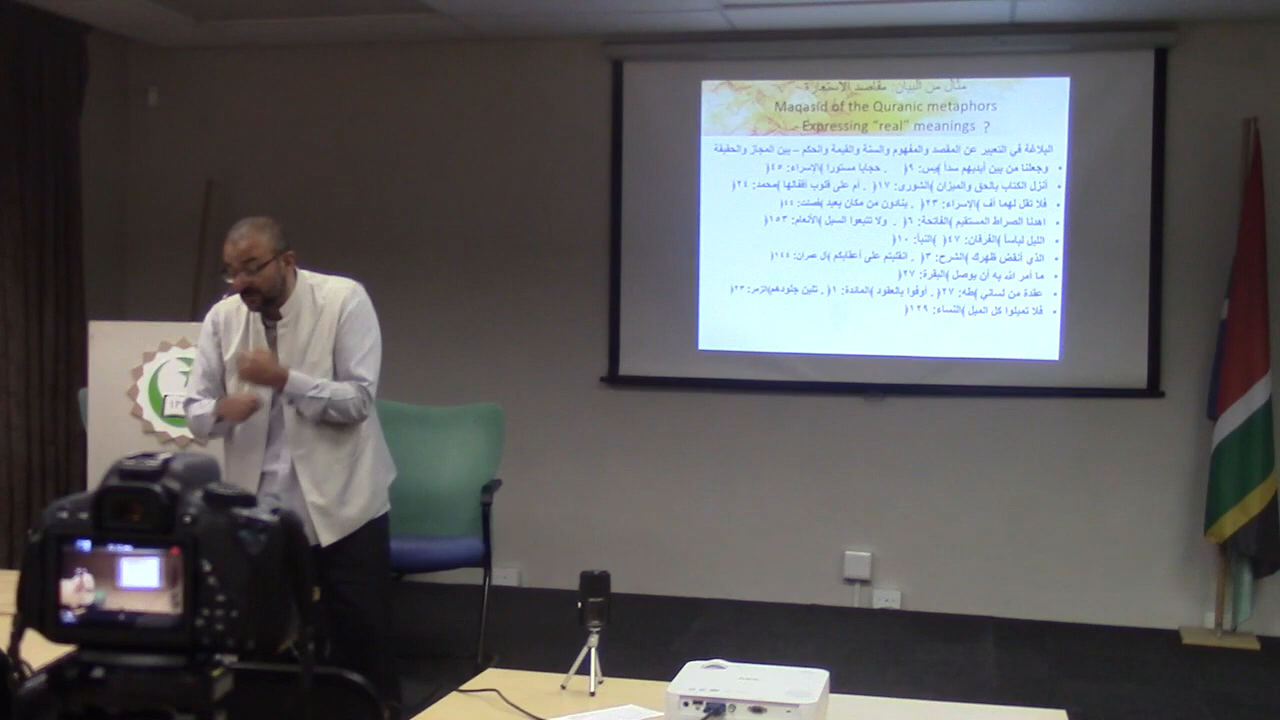 مثال من البيان: مقاصد الاستعارة
Maqasid of the Quranic metaphors
- Expressing "real" meanings ?
البلاغة في التعبير عن المقصد والمفهوم والسنة والقيمة والحكم – بين المجاز والحقيقة
• وجعلنا من بين أيديهم سداً )يس: ٩( . حجابا مستورا )الإسراء: ٤٥(
• أنزل الكتاب بالحق والميزان )الشورى: ١٧( . أم على قلوب أقفالها )محمد: ٢٤(
• فلا تقل لهما أف )الإسراء: ٢٣( . ينادون من مكان بعيد )فصلت: ٤٤(
• اهدنا الصراط المستقيم )الفاتحة: ٦( . ولا تتبعوا السبل )الأنعام: ١٥٣(
• الليل لباساً )الفرقان: ٤٧( )النبأ: ١٠(
• الذي أنقض ظهرك )الشرح: ٣( . انقلبتم على أعقابكم )آل عمران: ١٤٤(
• ما أمر الله به أن يوصل )البقرة: ٢٧(
• عقدة من لساني )طه: ٢٧( . أوفوا بالعقود )المائدة: ١( . تلين جلودهم )الزمر: ٢٣(
• فلا تميلوا كل الميل )النساء: ١٢٩(